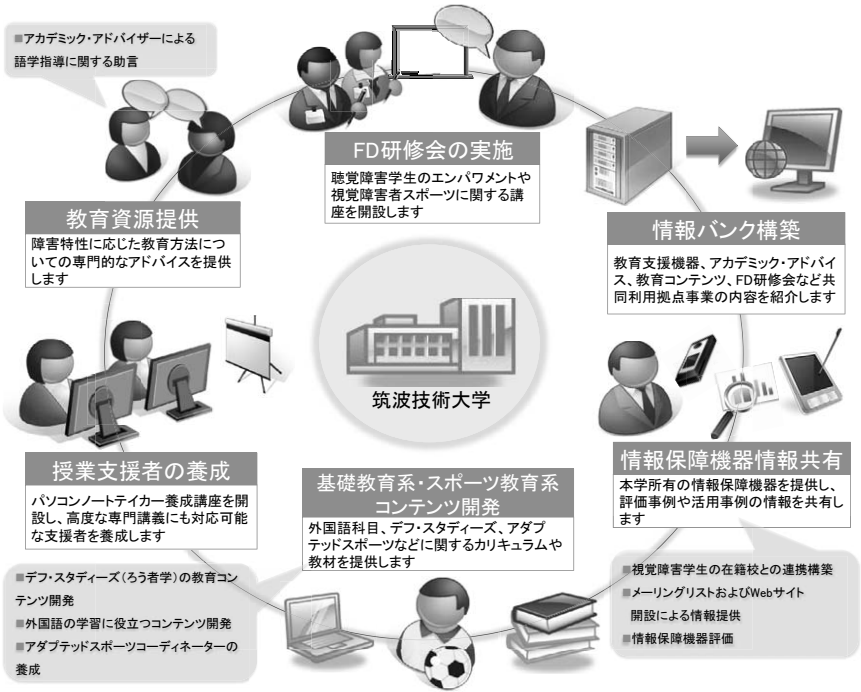 ■アカデミック・アドバイザーによる
語学指導に関する助言
FD研修会の実施
聴覚障害学生のエンパワメントや
視覚障害者スポーツに関する講
座を開設します
教育資源提供
障害特性に応じた教育方法につ
いての専門的なアドバイスを提供
します
情報バンク構築
教育支援機器、アカデミック・アドバイ
ス、教育コンテンツ、FD研修会など共
同利用拠点事業の内容を紹介します
筑波技術大学
授業支援者の養成
パソコンノートテイカー養成講座を開
設し、高度な専門講義にも対応可能
な支援者を養成します
基礎教育系・スポーツ教育系
コンテンツ開発
外国語科目、デフ・スタディーズ、アダプ
テッドスポーツなどに関するカリキュラムや
教材を提供します
情報保障機器情報共有
本学所有の情報保障機器を提供し、
評価事例や活用事例の情報を共有し
ます
■デフ・スタディーズ(ろう者学)の教育コン
テンツ開発
■外国語の学習に役立つコンテンツ開発
■アダプテッドスポーツコーディネーターの
養成
■視覚障害学生の在籍校との連携構築
■メーリングリストおよびWebサイト
開設による情報提供
■情報保障機器評価